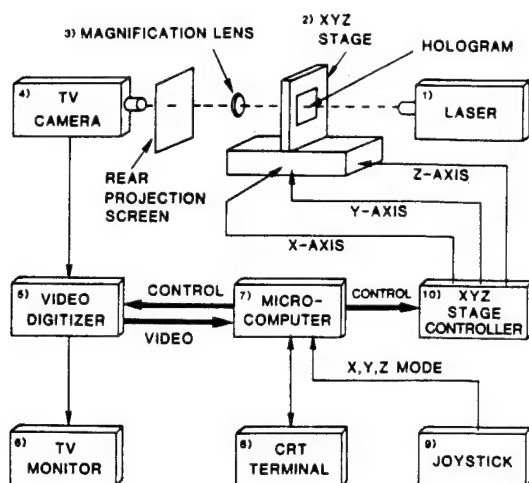 2) XYZ
STAGE
3) MAGNIFICATION LENS
HOLOGRAM
4) TV
CAMERA
1) LASER
REAR
PROJECTION
SCREEN
Z-AXIS
Y-AXIS
X-AXIS
5) VIDEO
DIGITIZER
CONTROL
VIDEO
7) MICRO-
COMPUTER
CONTROL
10) XYZ
STAGE
CONTROLLER
X,Y,Z MODE
6) TV
MONITOR
8) CRT
TERMINAL
9) JOYSTICK